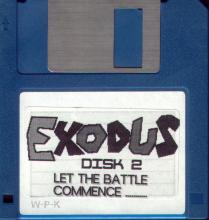 EXODUS
DISK 2
LET THE BATTLE
COMMENCE ........
W-P-K